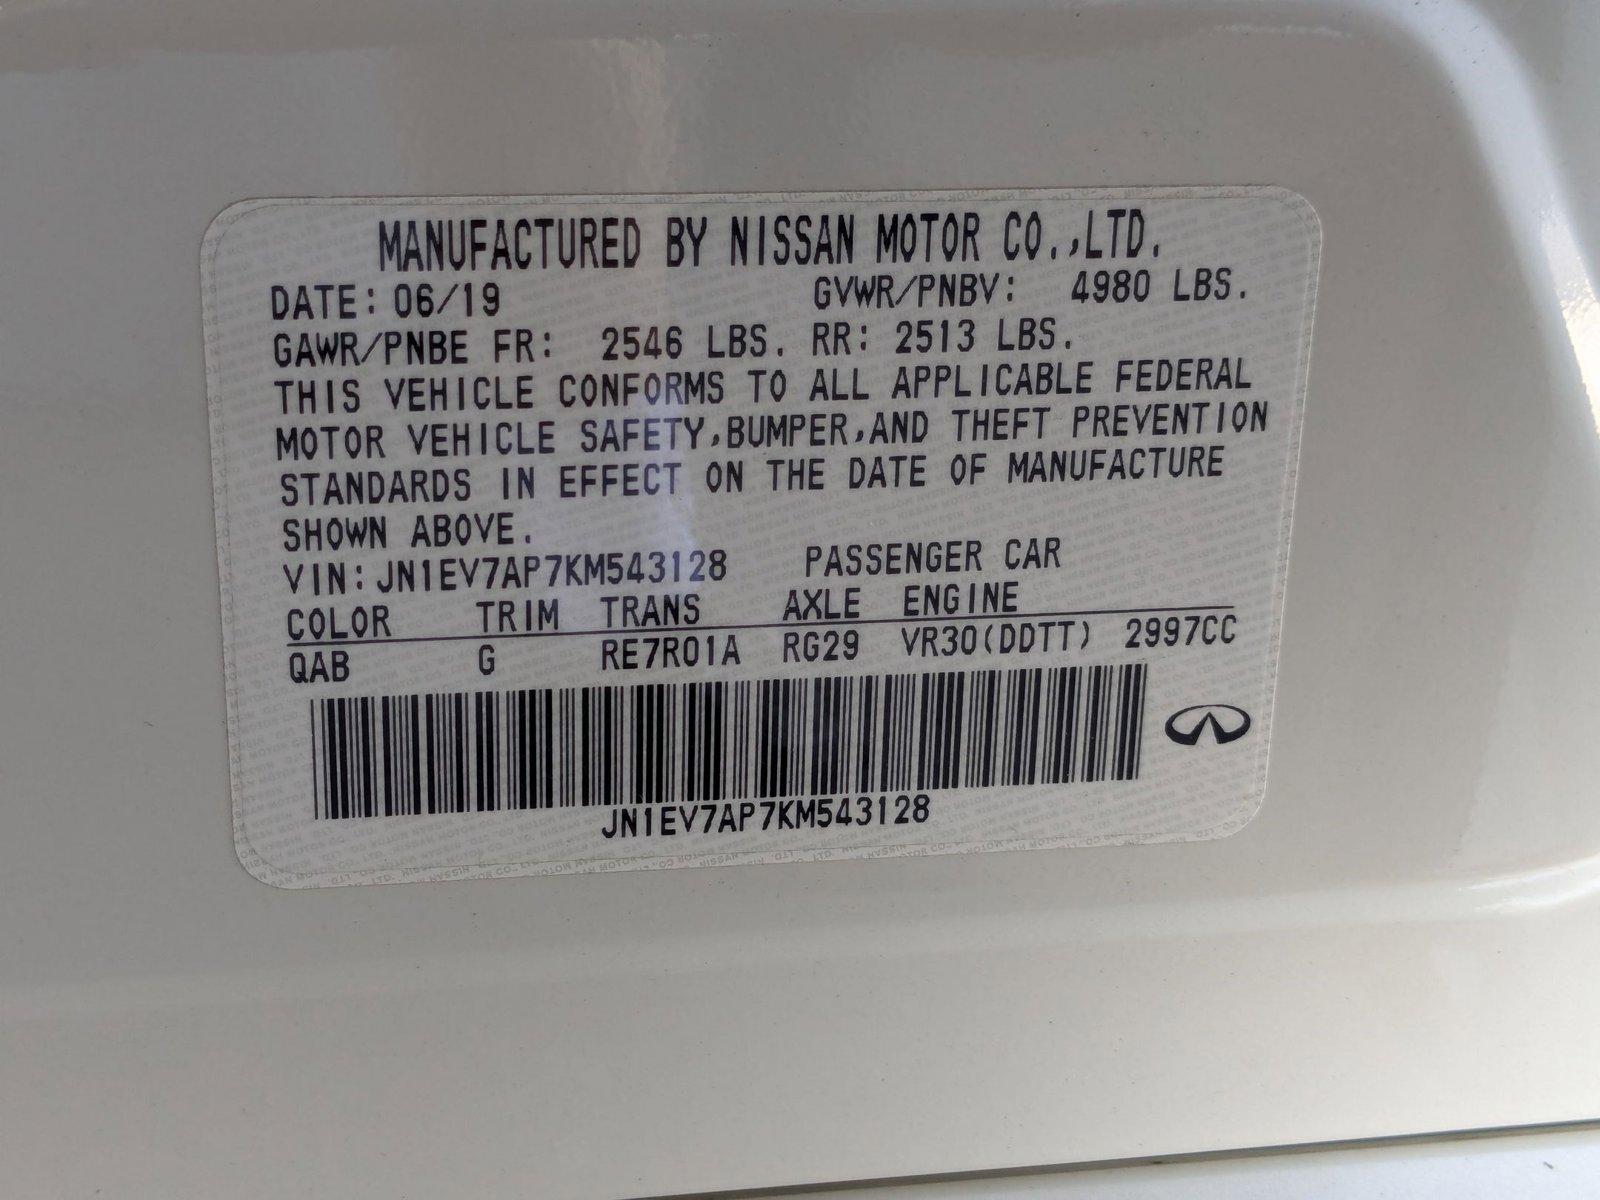 MANUFACTURED BY NISSAN MOTOR CO.,LTD.
DATE: 06/19 GVWR/PNBV: 4980 LBS.
GAWR/PNBE FR: 2546 LBS. RR: 2513 LBS.
THIS VEHICLE CONFORMS TO ALL APPLICABLE FEDERAL
MOTOR VEHICLE SAFETY,BUMPER,AND THEFT PREVENTION
STANDARDS IN EFFECT ON THE DATE OF MANUFACTURE
SHOWN ABOVE.
VIN:JN1EV7AP7KM543128 PASSENGER CAR
COLOR TRIM TRANS AXLE ENGINE
QAB G RE7R01A RG29 VR30(DDTT) 2997CC
JN1EV7AP7KM543128